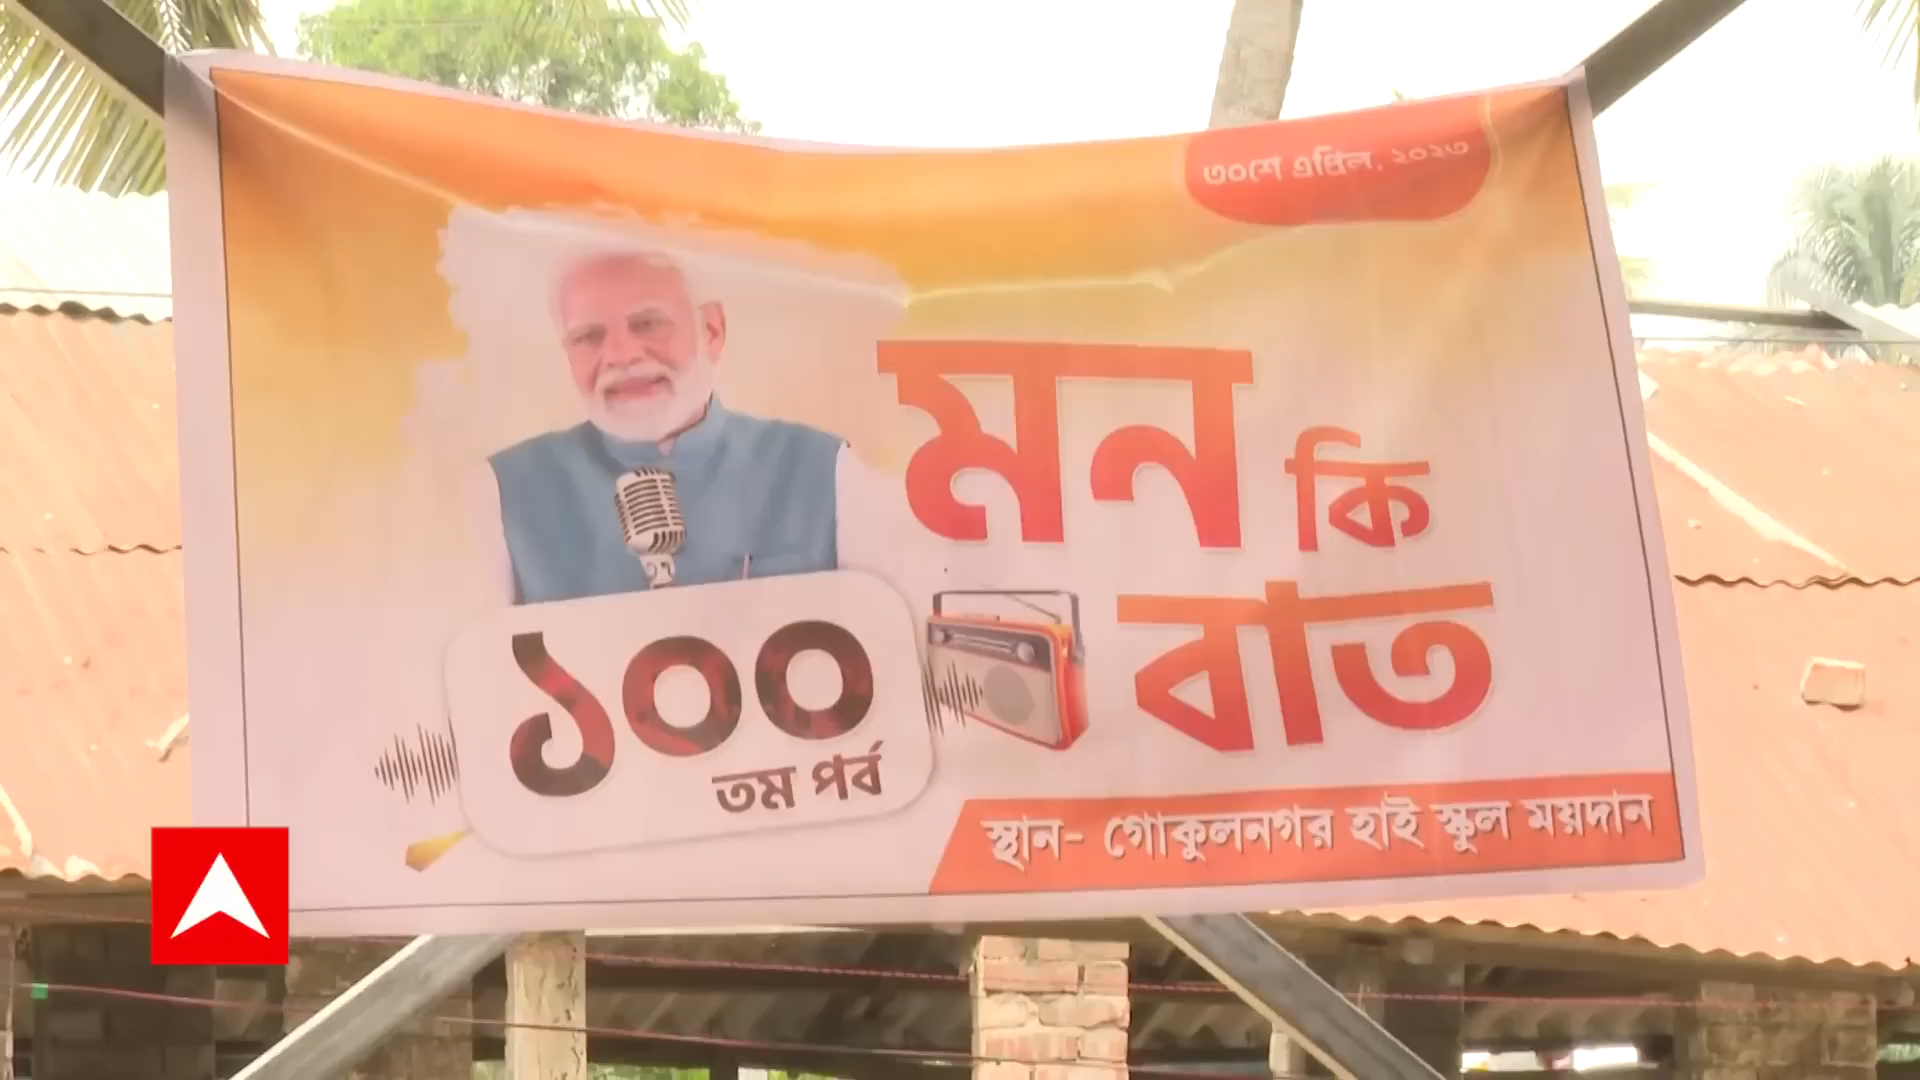 ৩০শে এপ্রিল, ২০২৩
মন কি
বাত
১০০
তম পর্ব
স্থান- গোকুলনগর হাই স্কুল ময়দান